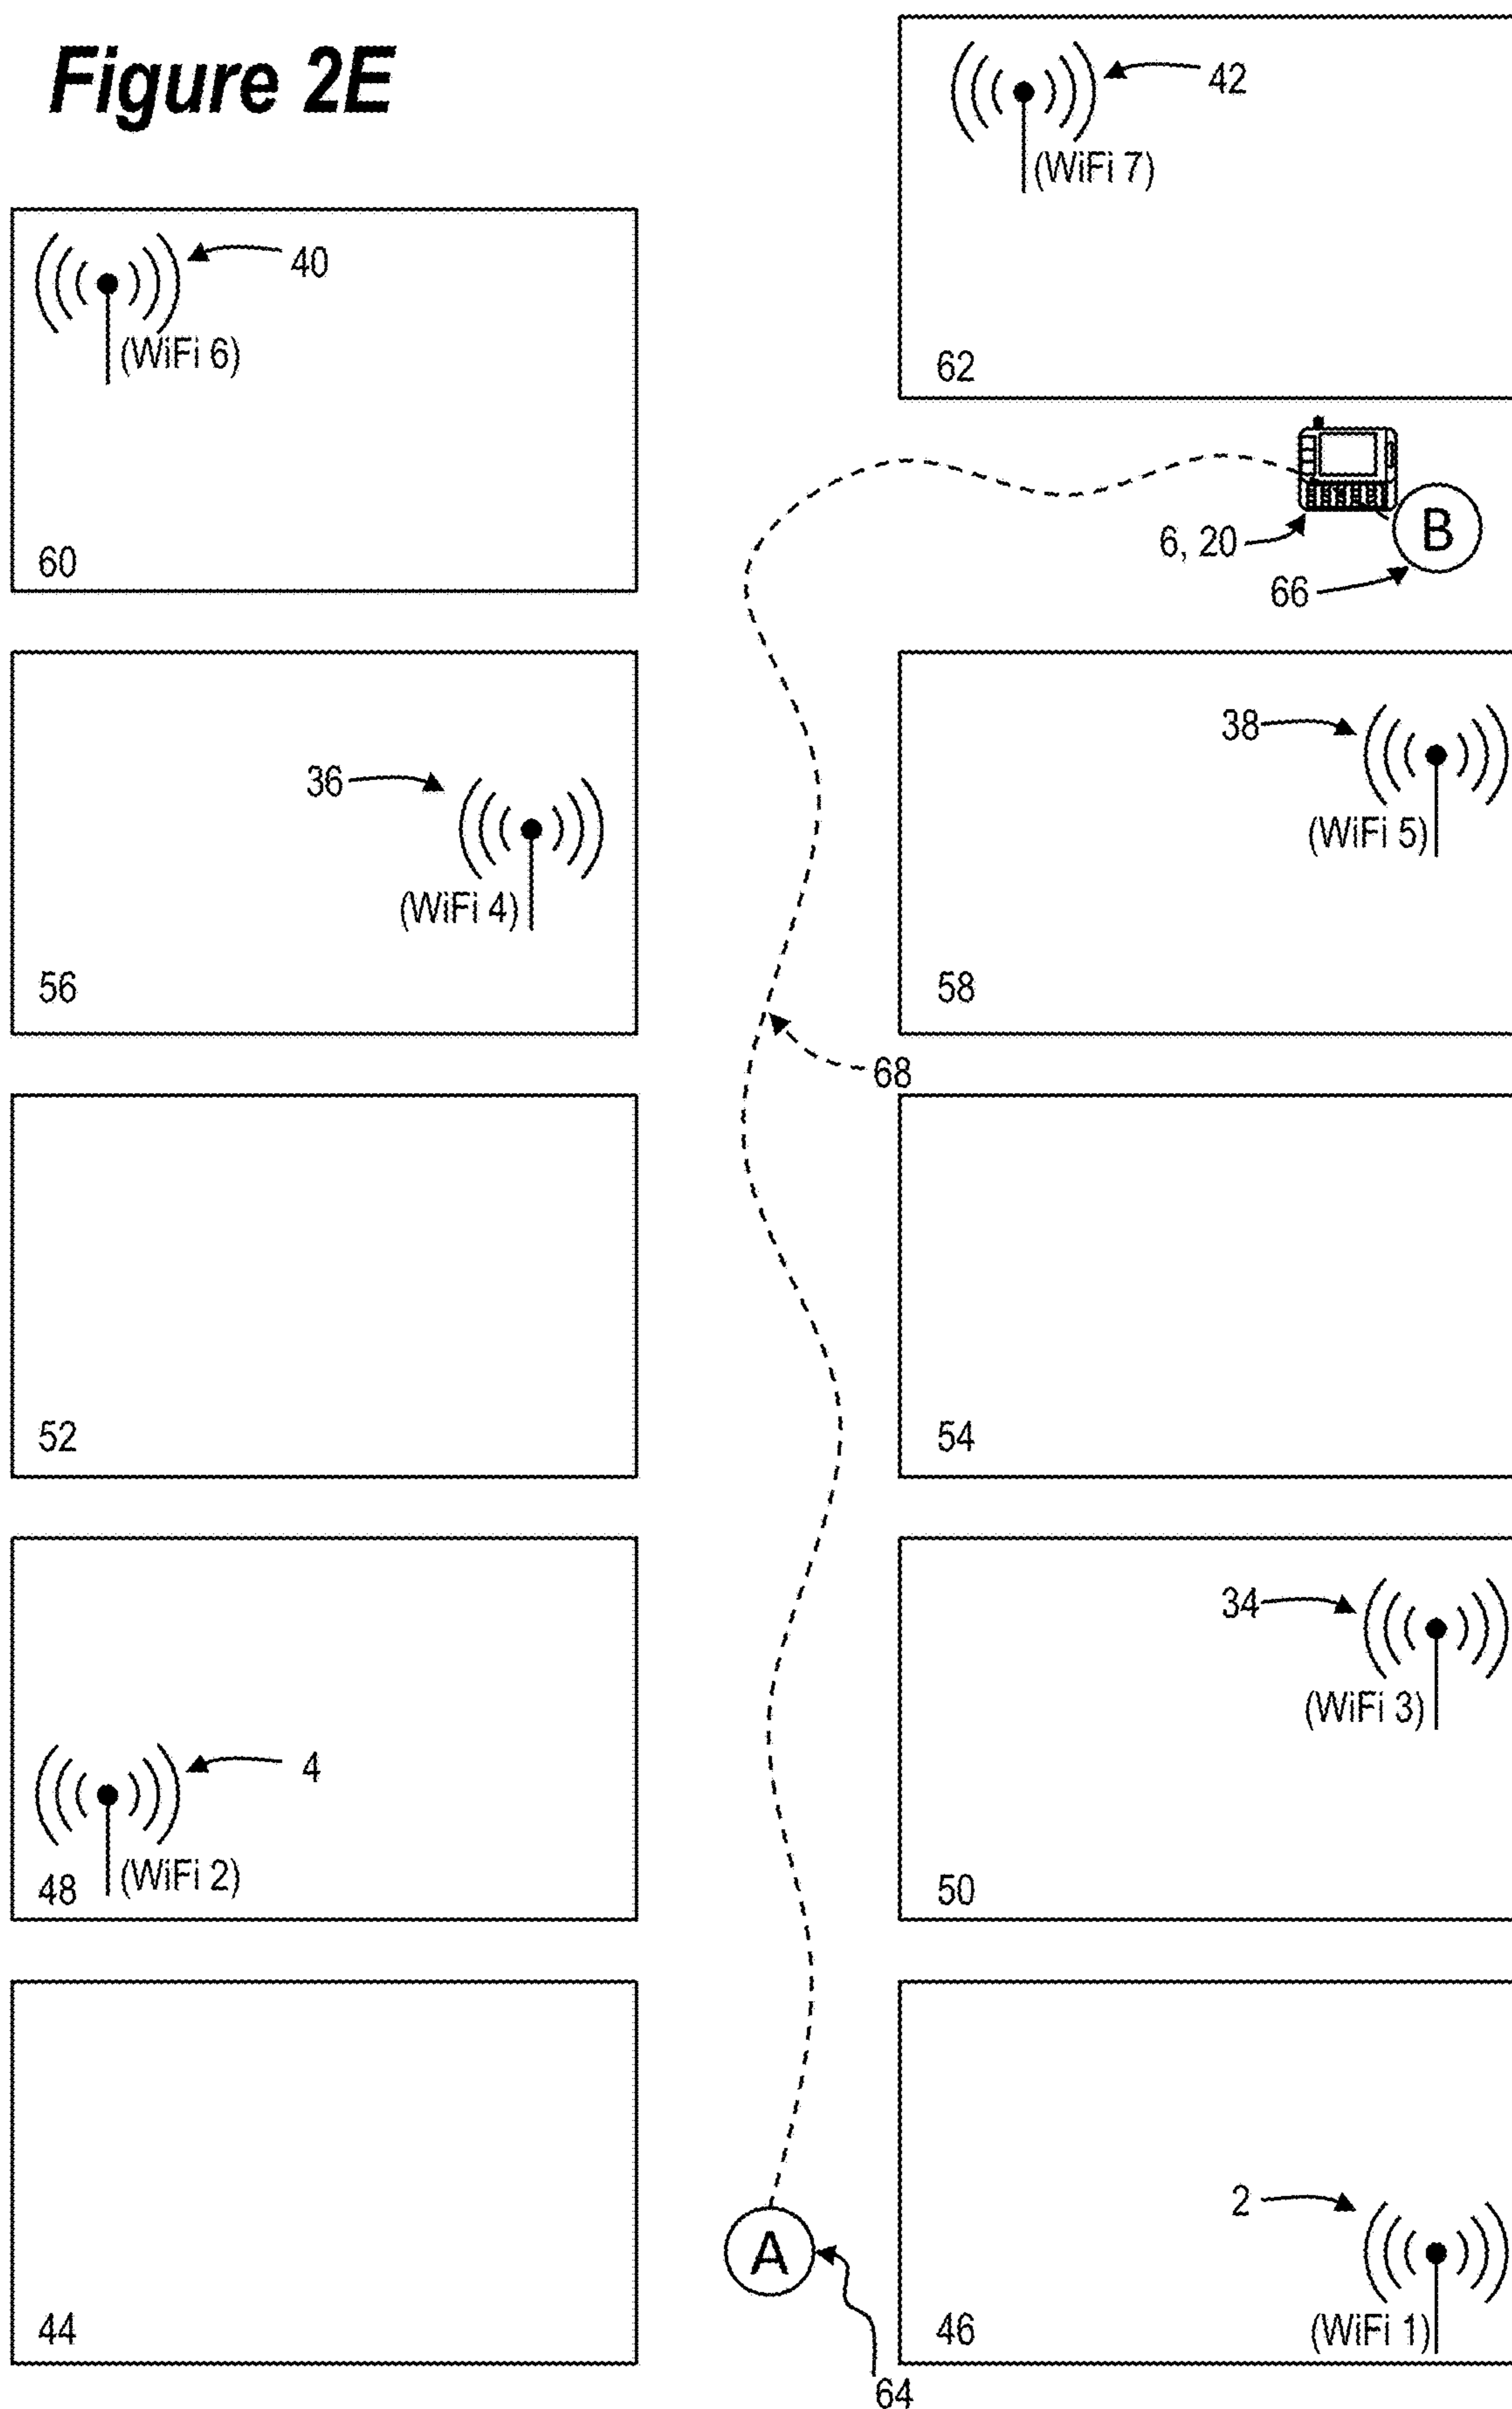 Figure 2E
42
(WiFi 7)
40
(WiFi 6)
62
6, 20
B
66
60
38
36
(WiFi 5)
(WiFi 4)
56
58
68
52
54
34
(WiFi 3)
4
(WiFi 2)
48
50
2
A
(WiFi 1)
44
46
64